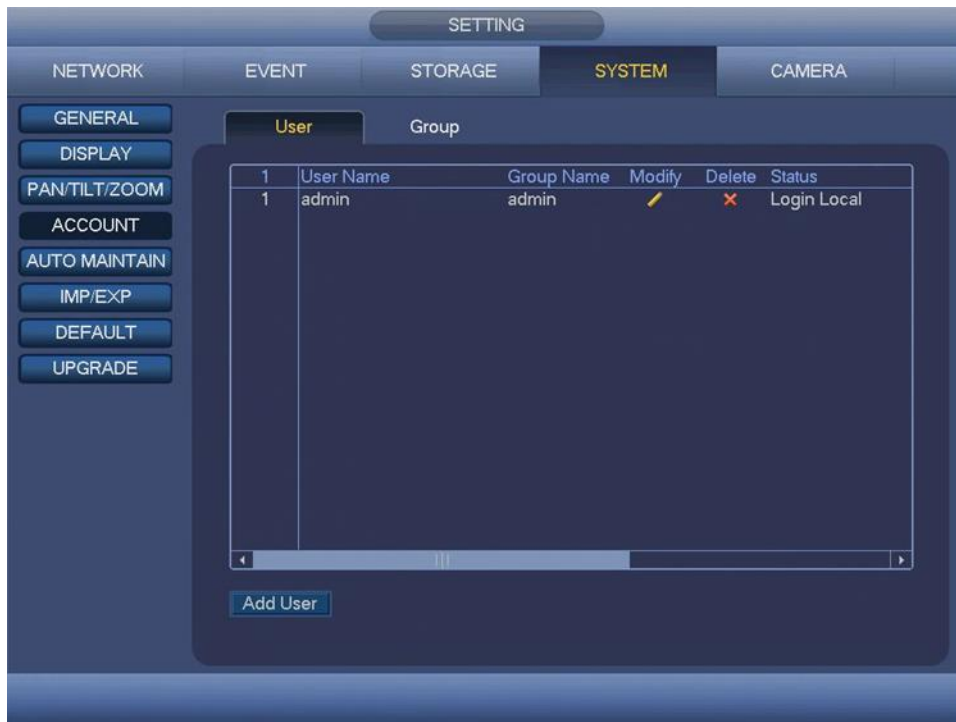 SETTING
NETWORK EVENT STORAGE SYSTEM CAMERA
GENERAL
DISPLAY
PAN/TILT/ZOOM
ACCOUNT
AUTO MAINTAIN
IMP/EXP
DEFAULT
UPGRADE
User Group
1 User Name Group Name Modify Delete Status
1 admin admin Login Local
Add User